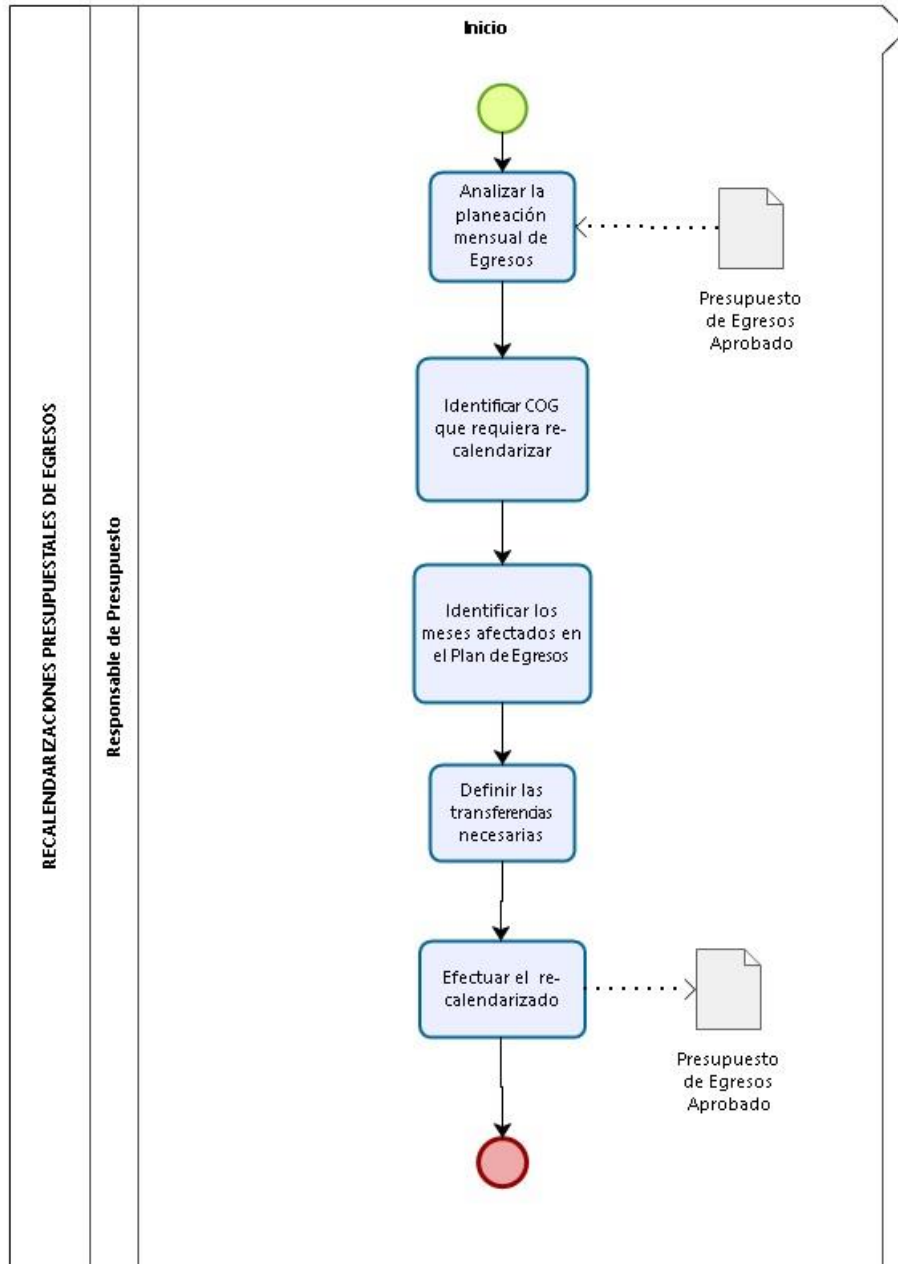 Inicio
RECALENDARIZACIONES PRESUPUESTALES DE EGRESOS
Responsable de Presupuesto
Analizar la
planeación
mensual de
Egresos
Presupuesto
de Egresos
Aprobado
Identificar COG
que requiera re-
calendarizar
Identificar los
meses afectados en
el Plan de Egresos
Definir las
transferencias
necesarias
Efectuar el re-
calendarizado
Presupuesto
de Egresos
Aprobado